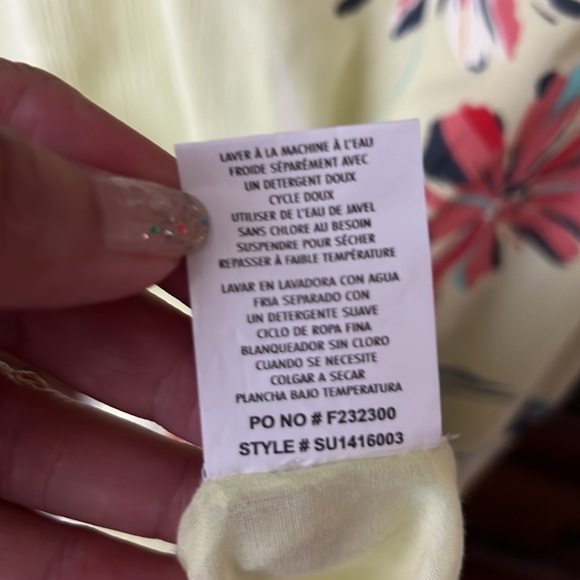 LAVER À LA MACHINE À L'EAU
FROIDE SÉPARÉMENT AVEC
UN DETERGENT DOUX
CYCLE DOUX
UTILISER DE L'EAU DE JAVEL
SANS CHLORE AU BESOIN
SUSPENDRE POUR SÉCHER
REPASSER À FAIBLE TEMPÉRATURE
LAVAR EN LAVADORA CON AGUA
FRIA SEPARADO CON
UN DETERGENTE SUAVE
CICLO DE ROPA FINA
BLANQUEADOR SIN CLORO
CUANDO SE NECESITE
COLGAR A SECAR
PLANCHA BAJO TEMPERATURA
PO NO # F232300
STYLE # SU1416003